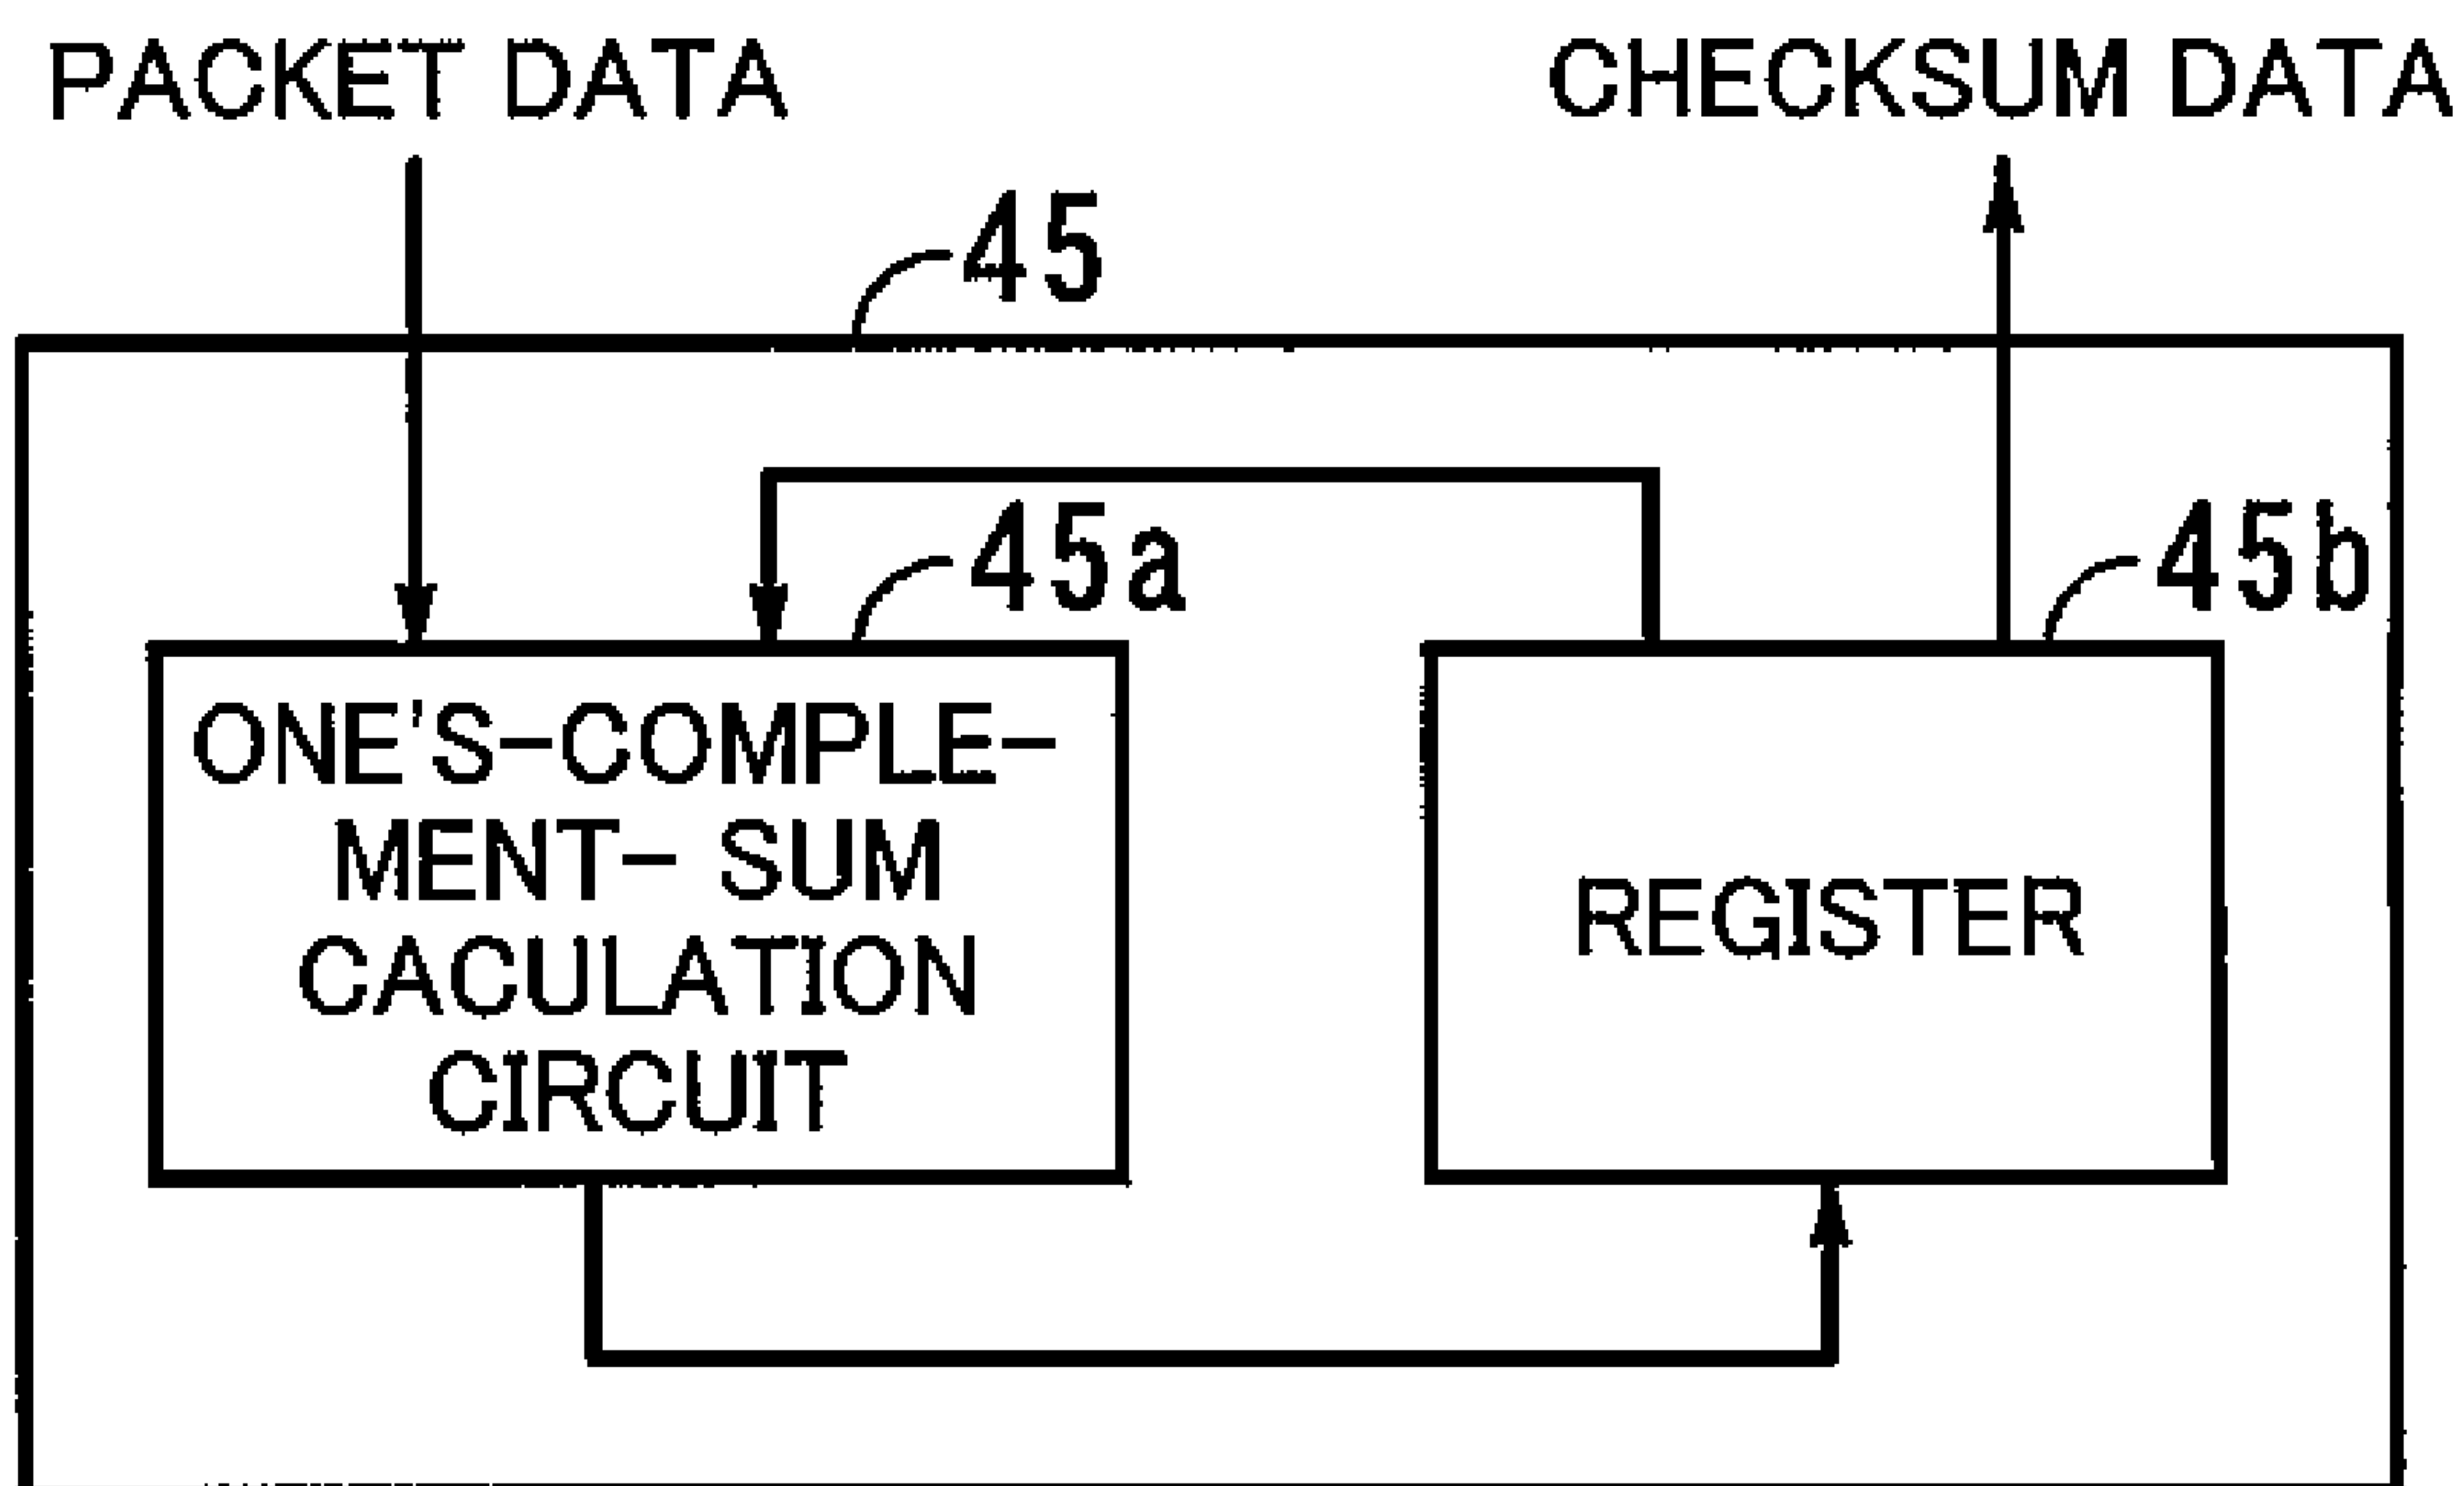 PACKET DATA
CHECKSUM DATA
45
45a
45b
ONE'S-COMPLE-
MENT- SUM
CACULATION
CIRCUIT
REGISTER